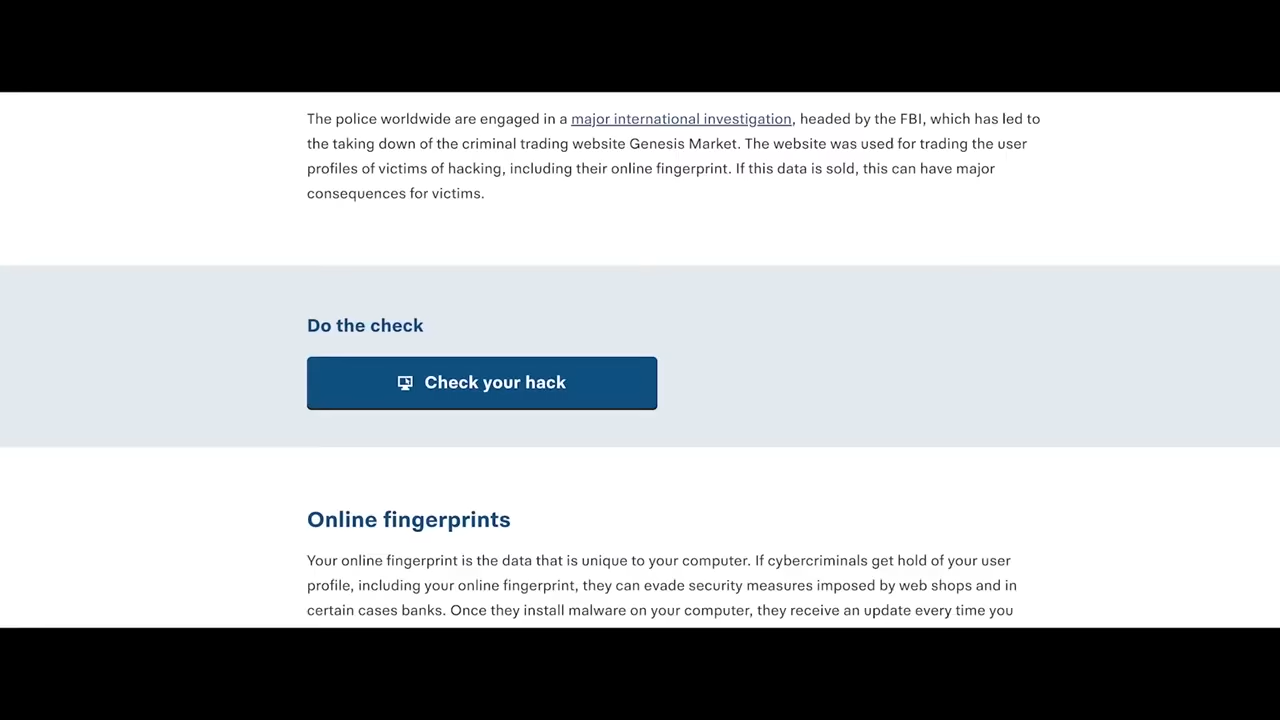 The police worldwide are engaged in a major international investigation, headed by the FBI, which has led to
the taking down of the criminal trading website Genesis Market. The website was used for trading the user
profiles of victims of hacking, including their online fingerprint. If this data is sold, this can have major
consequences for victims.
Do the check
Check your hack
Online fingerprints
Your online fingerprint is the data that is unique to your computer. If cybercriminals get hold of your user
profile, including your online fingerprint, they can evade security measures imposed by web shops and in
certain cases banks. Once they install malware on your computer, they receive an update every time you